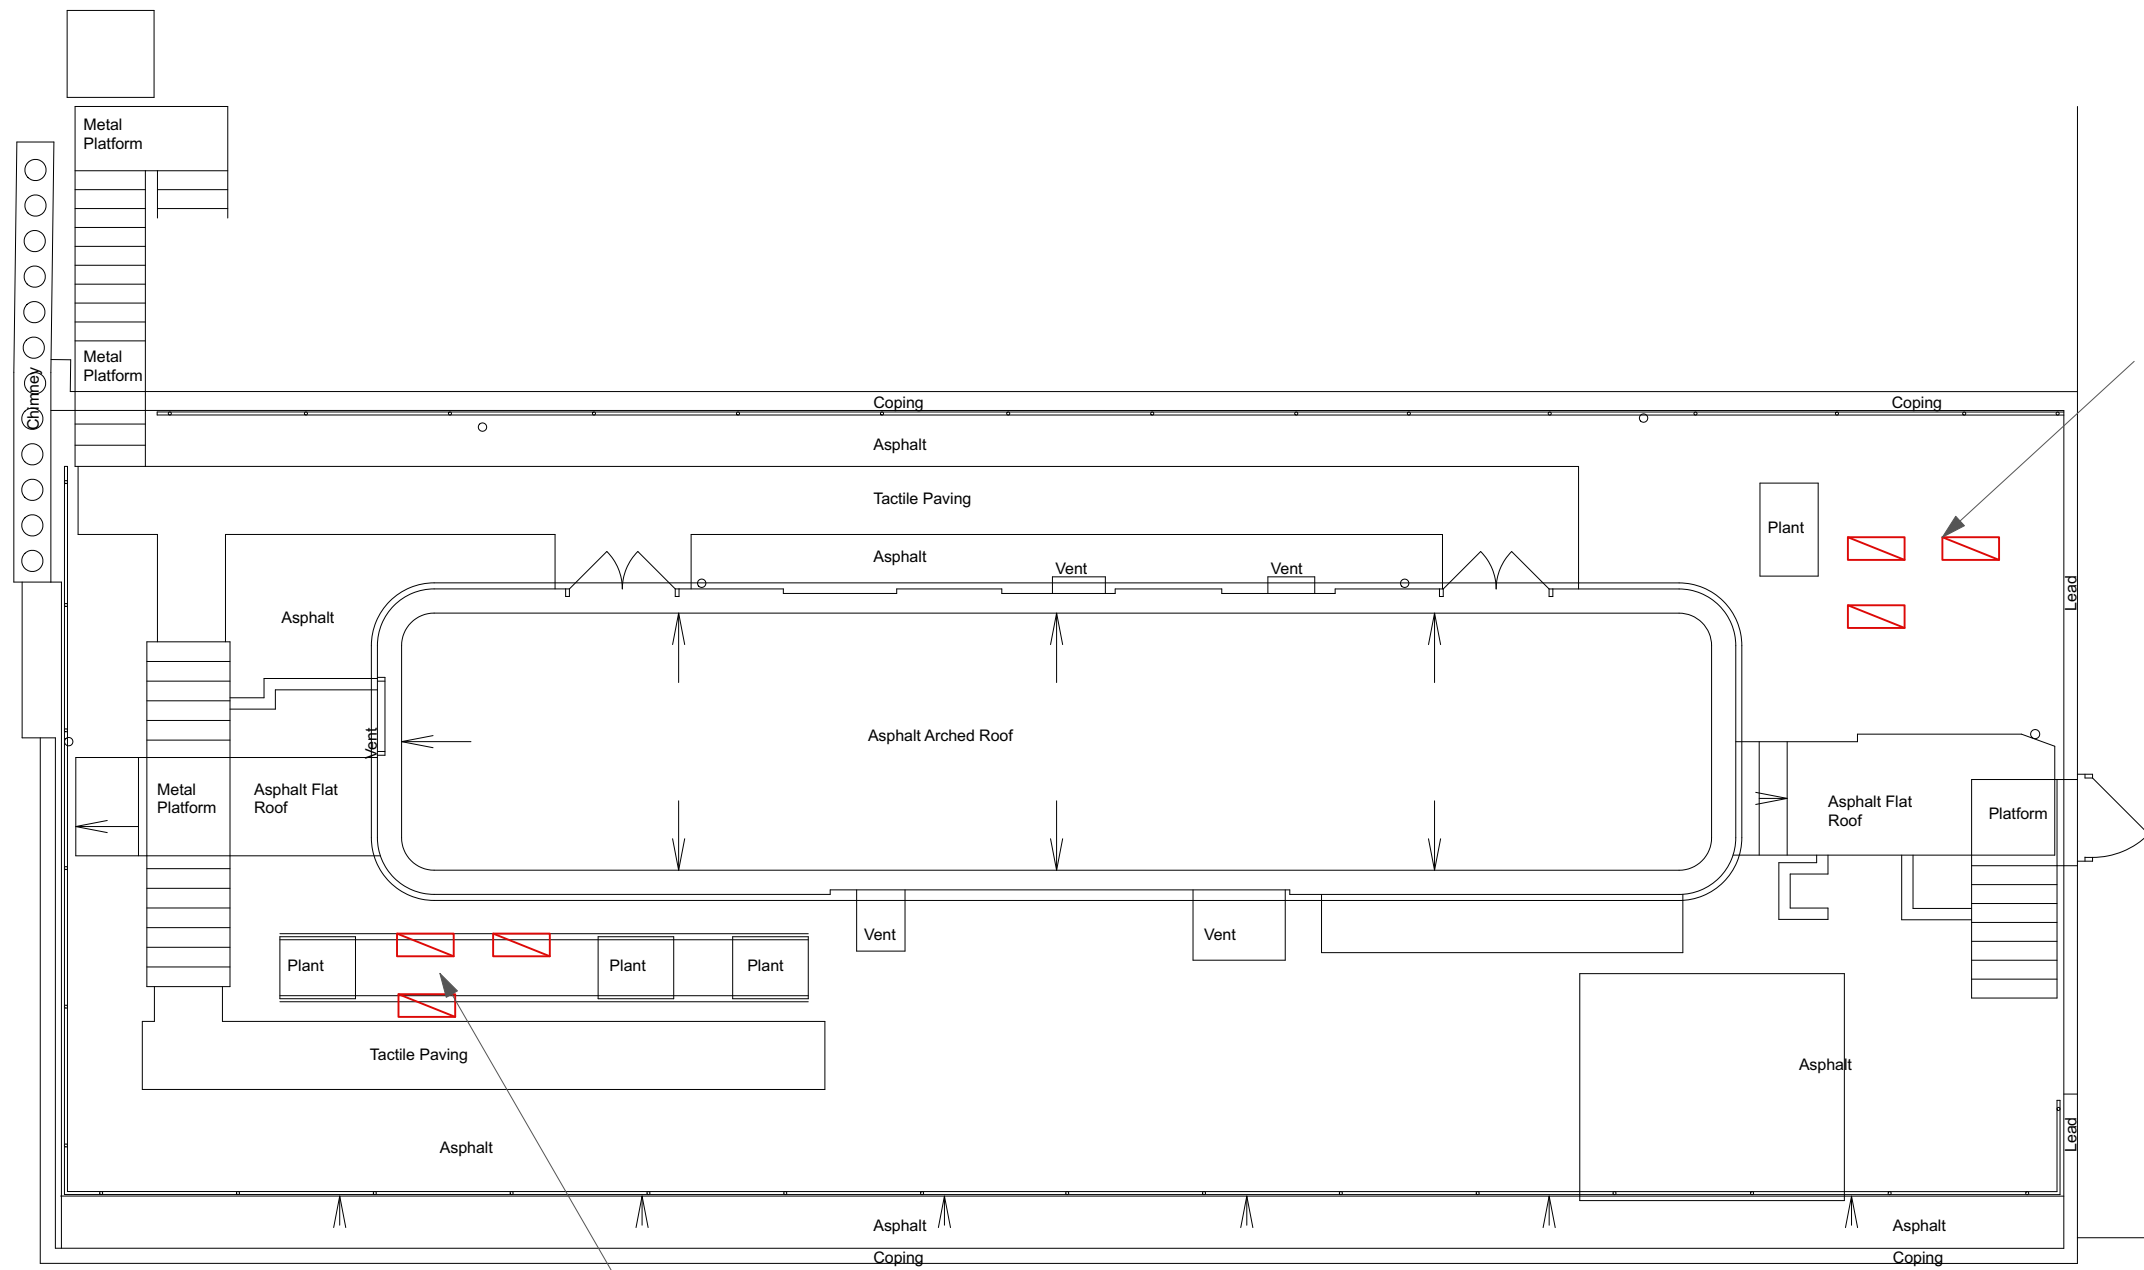 Metal
Platform
Metal
Platform
Chimney
Coping
Coping
Asphalt
Tactile Paving
Plant
Asphalt
Vent
Vent
Lead
Asphalt
Vent
Asphalt Arched Roof
Metal
Platform
Asphalt Flat
Roof
Asphalt Flat
Roof
Platform
Vent
Vent
Plant
Plant
Plant
Tactile Paving
Asphalt
Asphalt
Lead
Asphalt
Asphalt
Coping
Coping